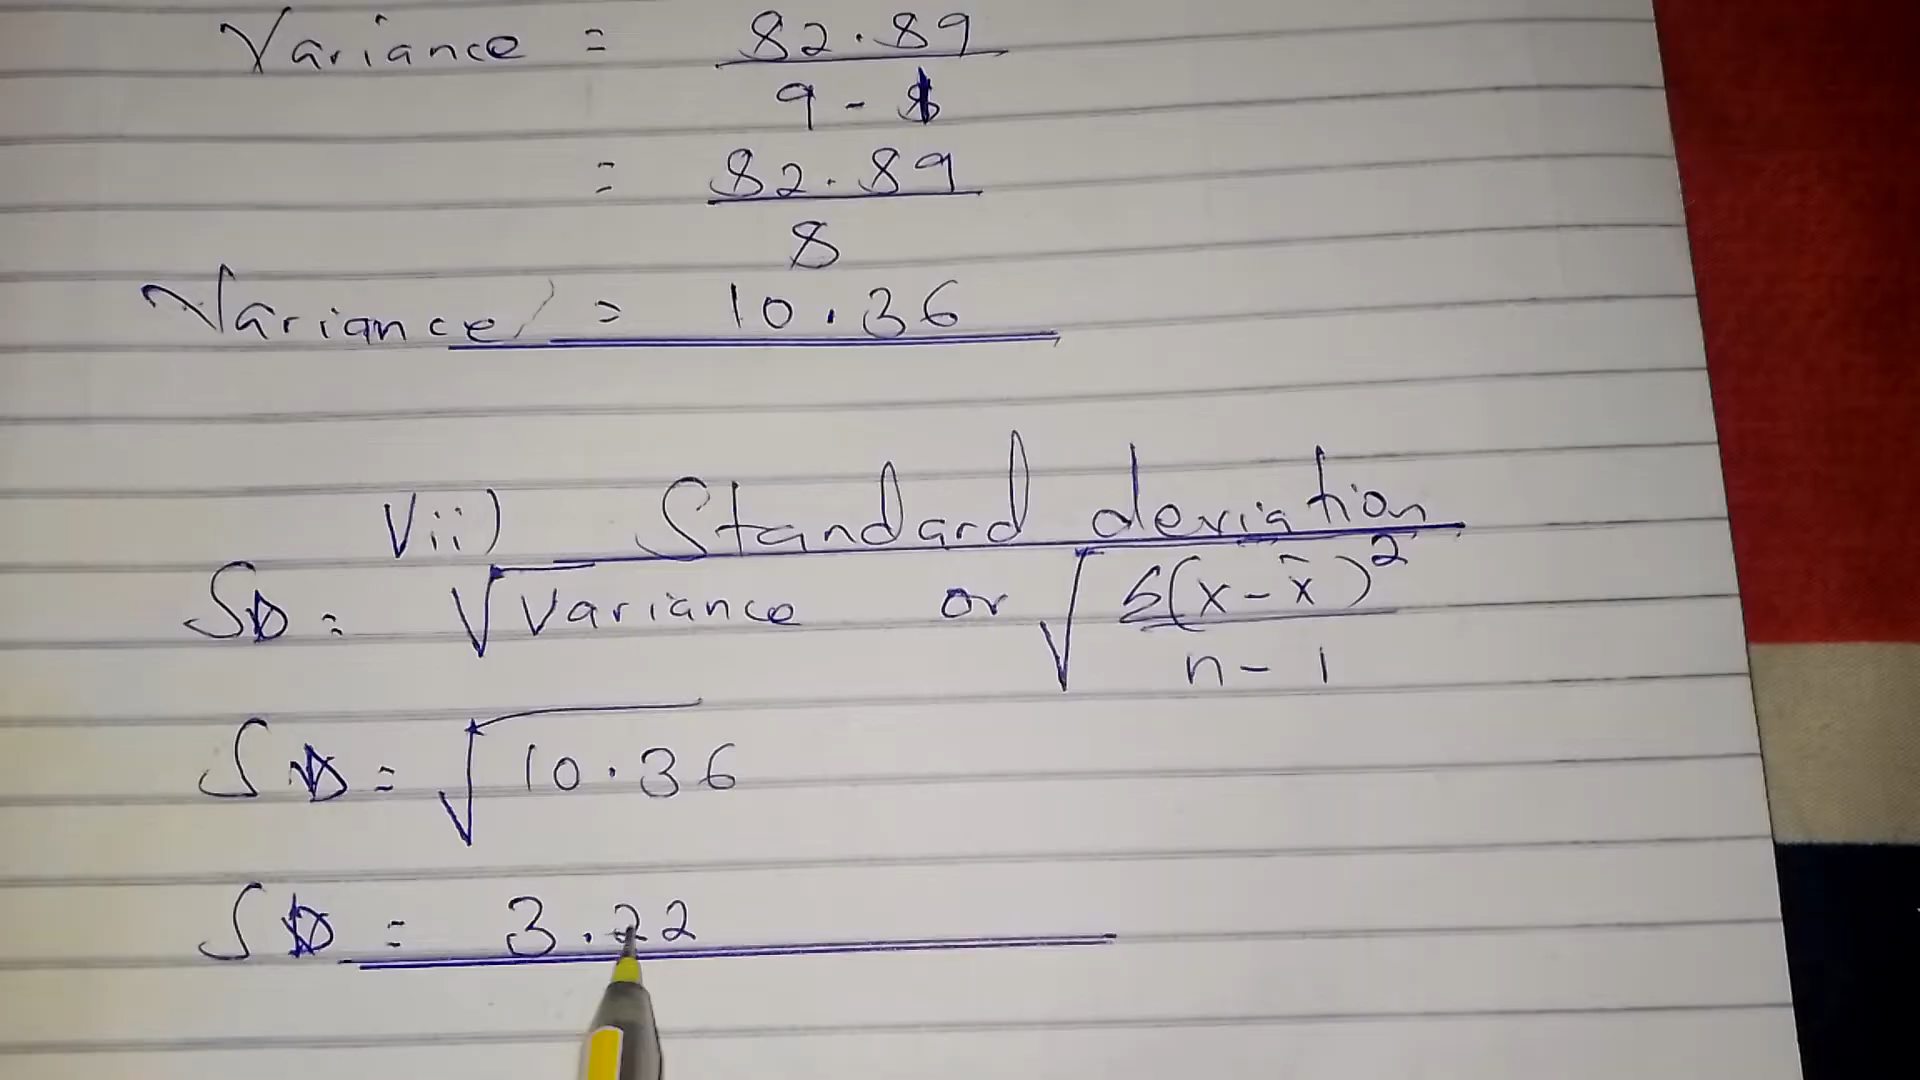 Variance = 82.89
9 - 1
= 82.89
8
Variance = 10.36
Vii) Standard deviation
SD = √Variance or √Σ(x - x̄)²
n - 1
SD = √10.36
SD = 3.22